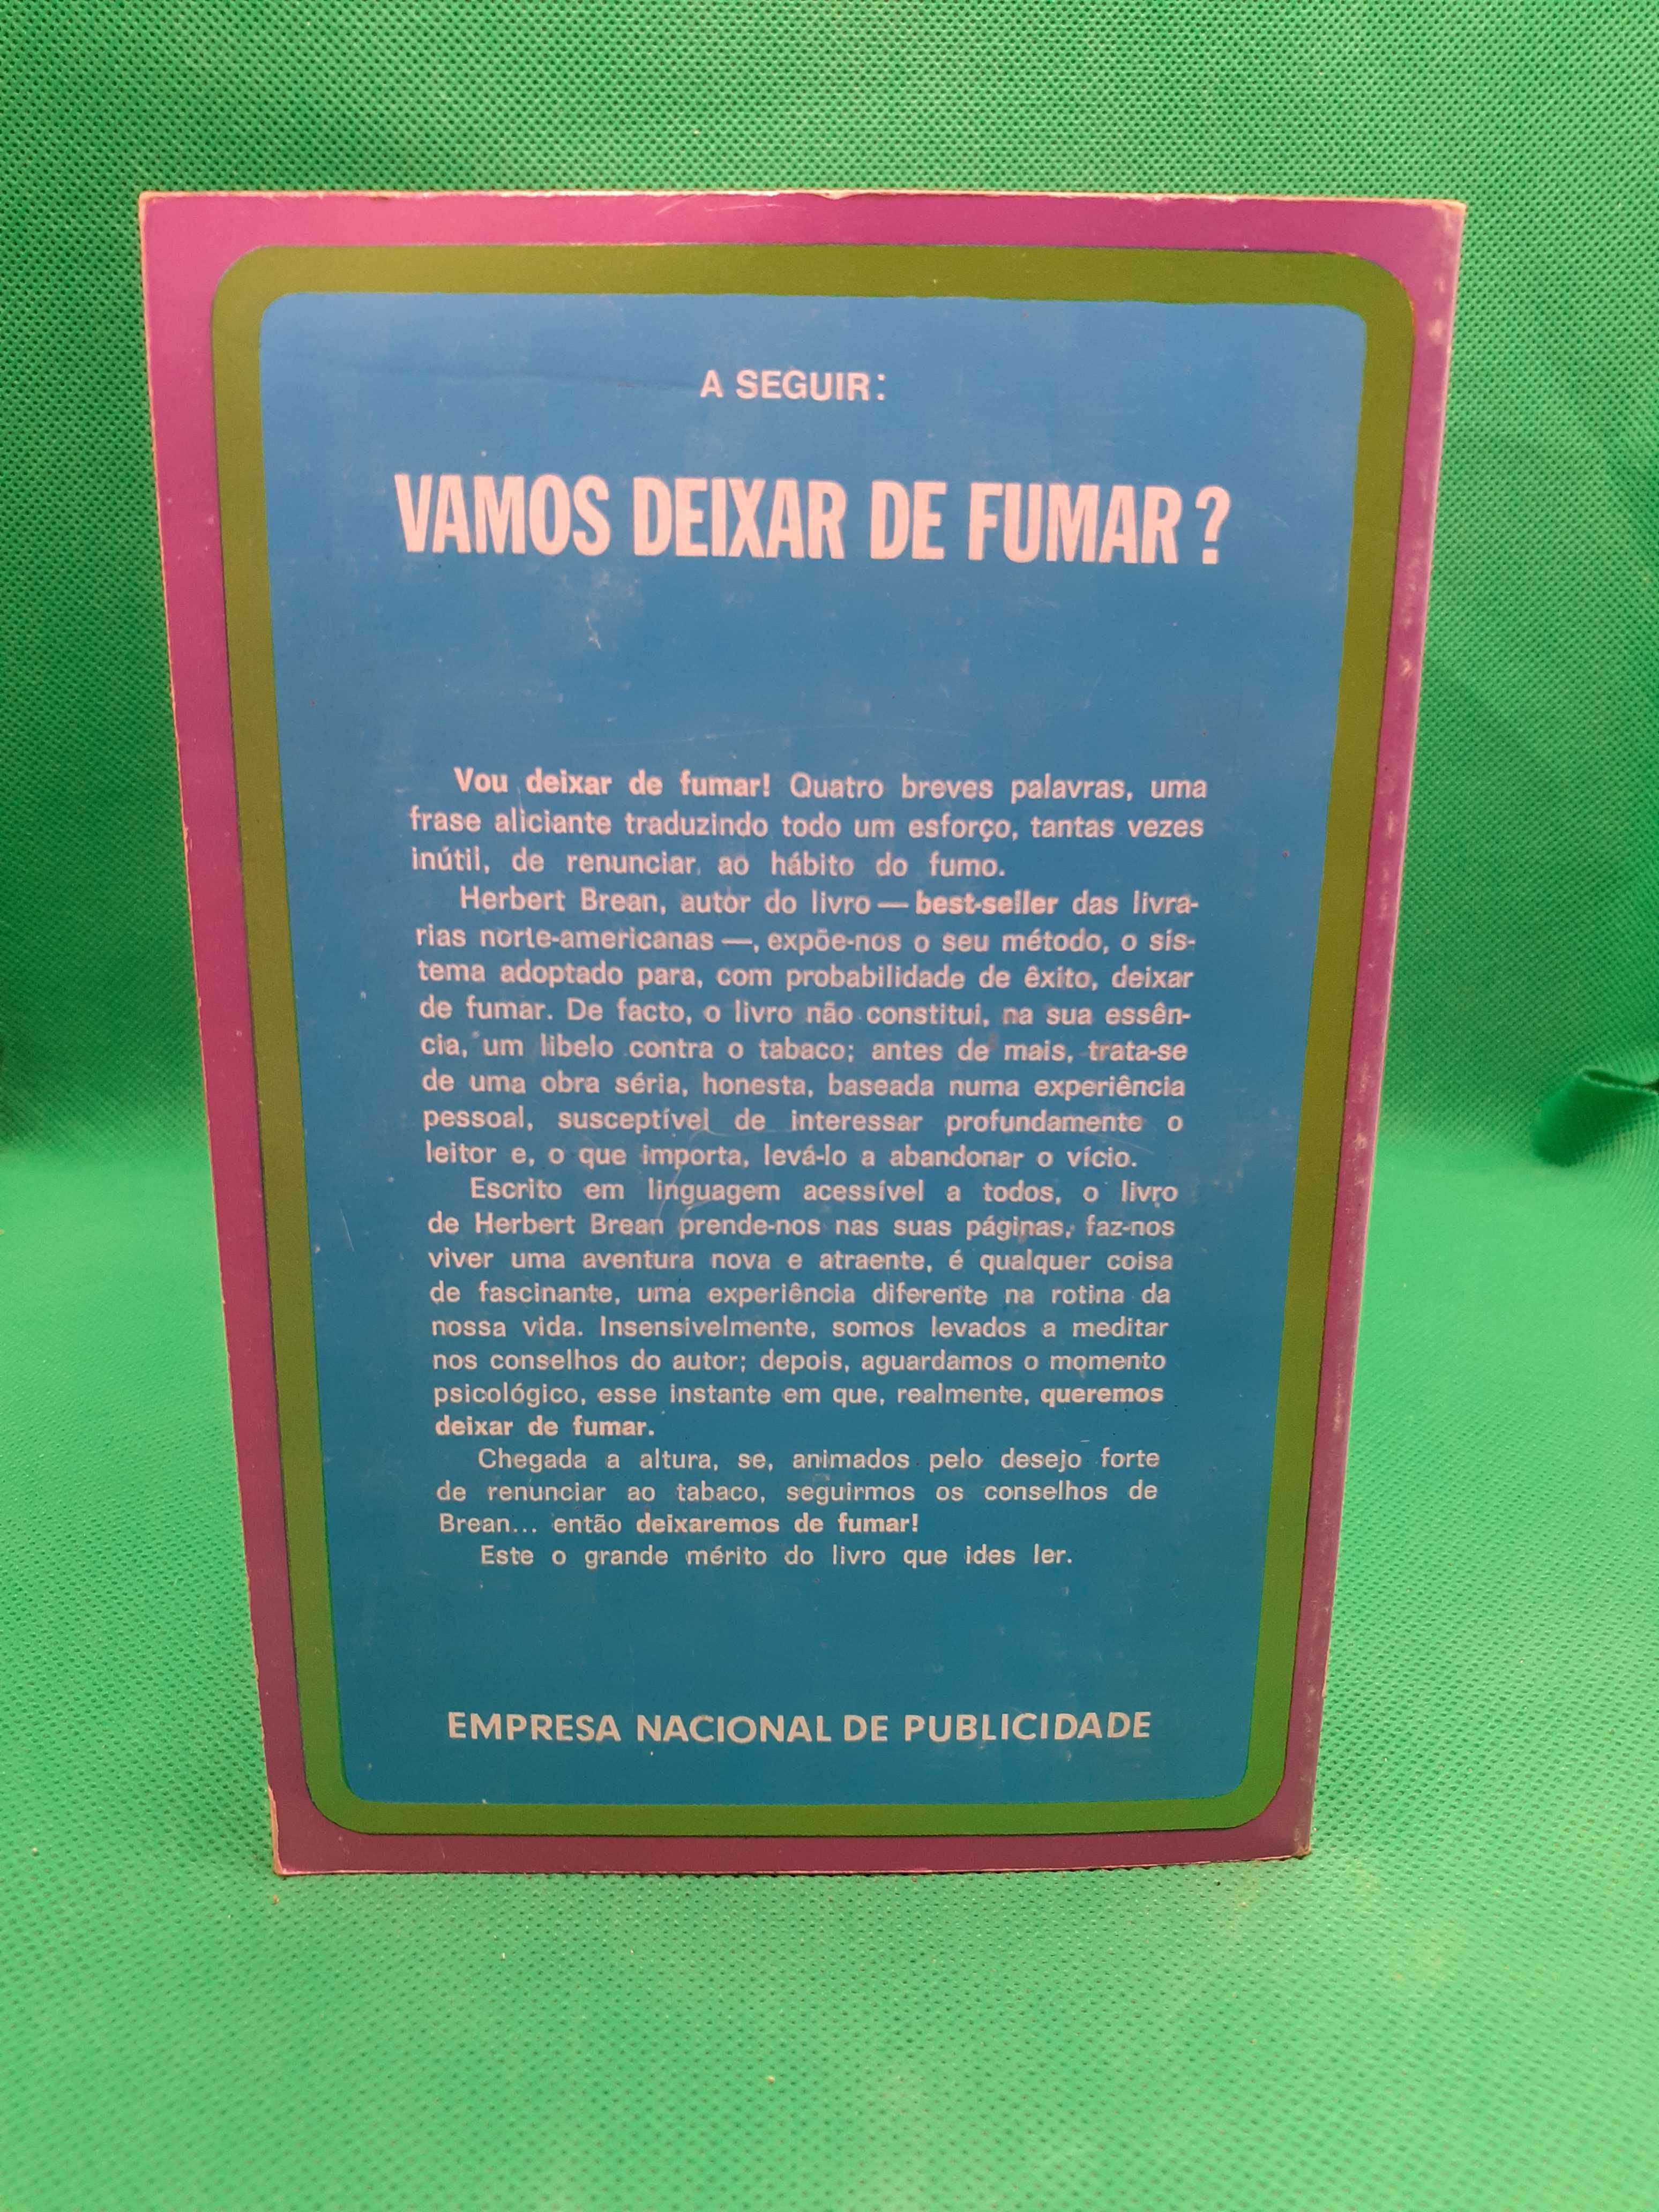 A SEGUIR:
VAMOS DEIXAR DE FUMAR?
Vou deixar de fumar! Quatro breves palavras, uma
frase aliciante traduzindo todo um esforço, tantas vezes
inútil, de renunciar ao hábito do fumo.
Herbert Brean, autor do livro — best-seller das livra-
rias norte-americanas —, expõe-nos o seu método, o sis-
tema adoptado para, com probabilidade de êxito, deixar
de fumar. De facto, o livro não constitui, na sua essên-
cia, um libelo contra o tabaco; antes de mais, trata-se
de uma obra séria, honesta, baseada numa experiência
pessoal, susceptível de interessar profundamente o
leitor e, o que importa, levá-lo a abandonar o vício.
Escrito em linguagem acessível a todos, o livro
de Herbert Brean prende-nos nas suas páginas, faz-nos
viver uma aventura nova e atraente, é qualquer coisa
de fascinante, uma experiência diferente na rotina da
nossa vida. Insensivelmente, somos levados a meditar
nos conselhos do autor; depois, aguardamos o momento
psicológico, esse instante em que, realmente, queremos
deixar de fumar.
Chegada a altura, se, animados pelo desejo forte
de renunciar ao tabaco, seguirmos os conselhos de
Brean... então deixaremos de fumar!
Este o grande mérito do livro que ides ler.
EMPRESA NACIONAL DE PUBLICIDADE